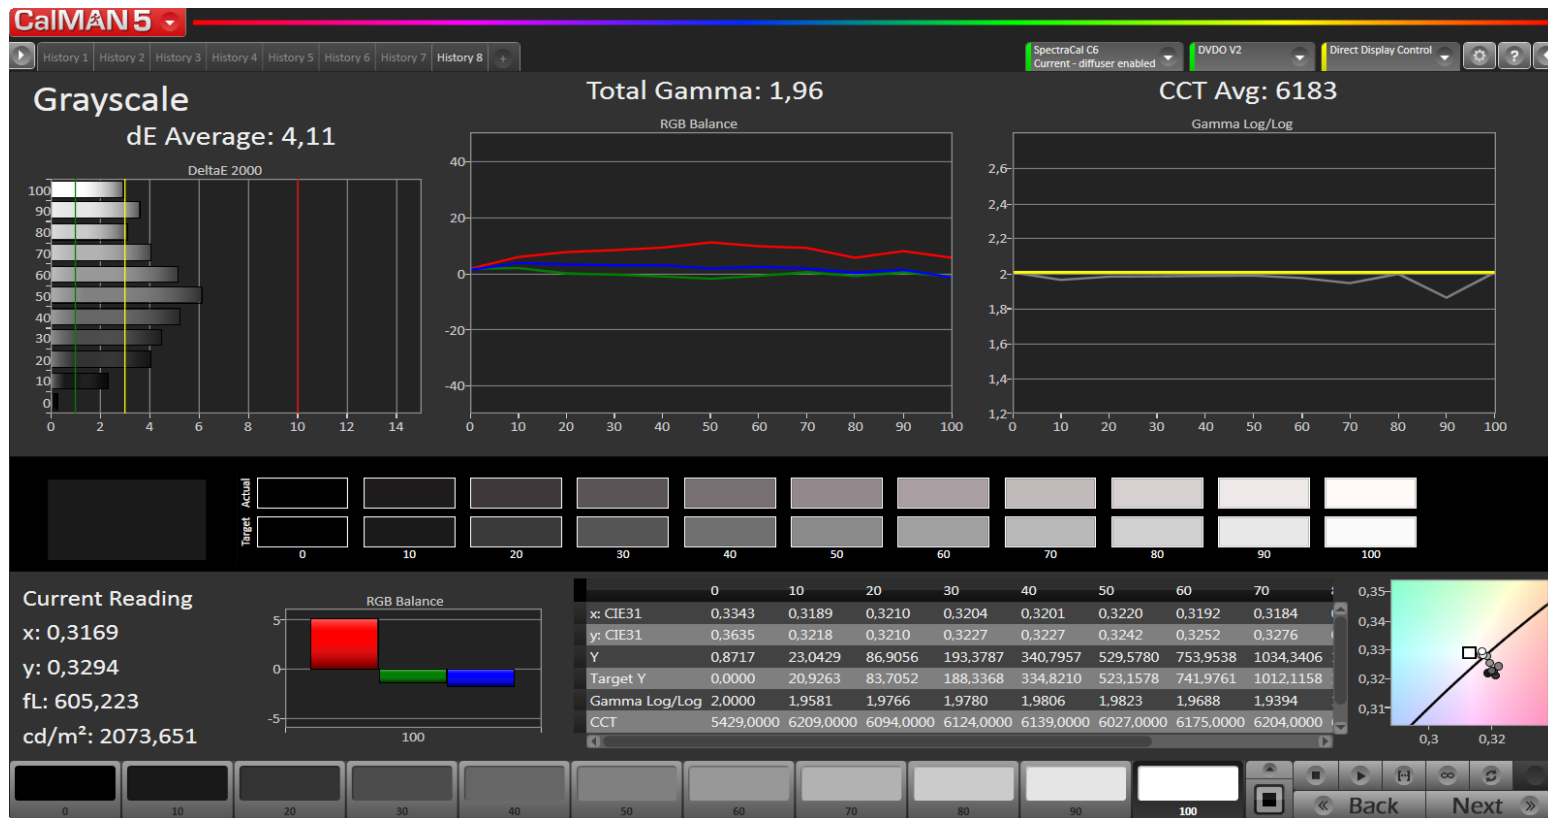 CalMAN 5
History 1 History 2 History 3 History 4 History 5 History 6 History 7 History 8 +
SpectraCal C6
Current - diffuser enabled
DVDO V2
Direct Display Control
?
Grayscale
dE Average: 4,11
Total Gamma: 1,96
CCT Avg: 6183
DeltaE 2000
100
90
80
70
60
50
40
30
20
10
0
0 2 4 6 8 10 12 14
RGB Balance
40
20
0
-20
-40
0 10 20 30 40 50 60 70 80 90 100
Gamma Log/Log
2,6
2,4
2,2
2
1,8
1,6
1,4
1,2
0 10 20 30 40 50 60 70 80 90 100
Actual
Target
0 10 20 30 40 50 60 70 80 90 100
Current Reading
x: 0,3169
y: 0,3294
fL: 605,223
cd/m²: 2073,651
RGB Balance
5
0
-5
100
0 10 20 30 40 50 60 70
x: CIE31 0.3343 0.3189 0.3210 0.3204 0.3201 0.3220 0.3192 0.3184
y: CIE31 0.3635 0.3218 0.3210 0.3227 0.3227 0.3242 0.3252 0.3276
Y 0,8717 23,0429 86,9056 193,3787 340,7957 529,5780 753,9538 1034,3406
Target Y 0,0000 20,9263 83,7052 188,3368 334,8210 523,1578 741,9761 1012,1158
Gamma Log/Log 2,0000 1,9581 1,9766 1,9780 1,9806 1,9823 1,9688 1,9394
CCT 5429,0000 6209,0000 6094,0000 6124,0000 6139,0000 6027,0000 6175,0000 6204,0000
0,35
0,34
0,33
0,32
0,31
0,3 0,32
0 10 20 30 40 50 60 70 80 90 100
Back Next